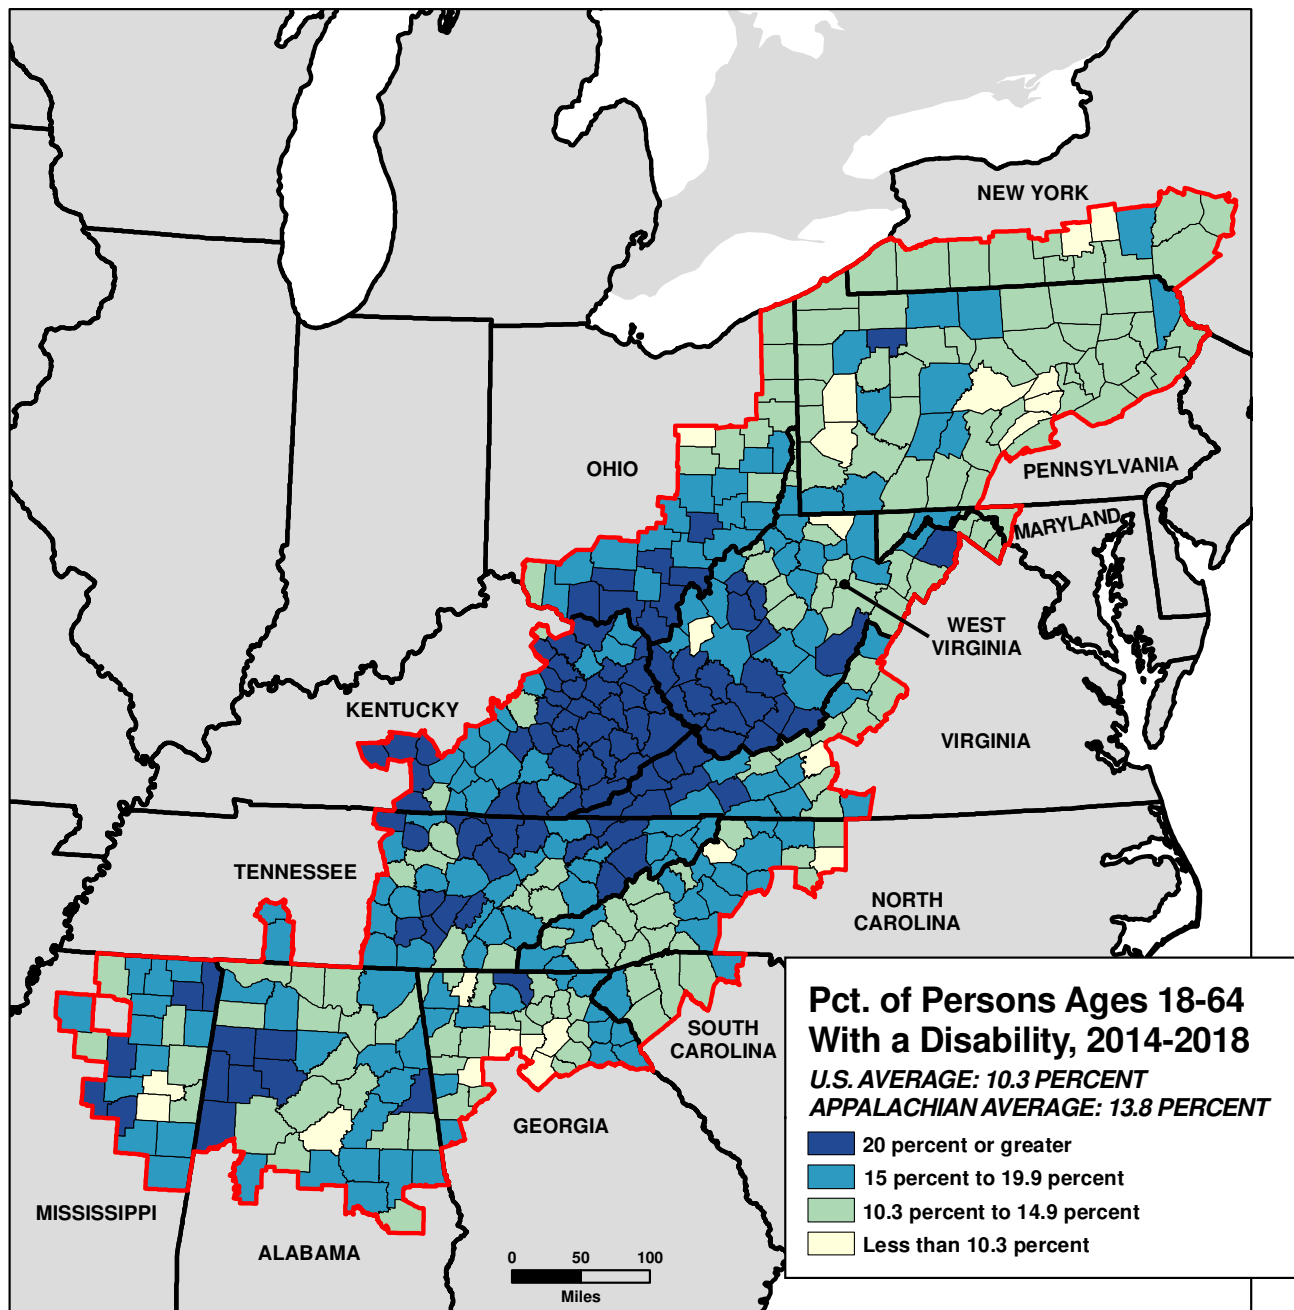 NEW YORK
OHIO
PENNSYLVANIA
MARYLAND
WEST
VIRGINIA
KENTUCKY
VIRGINIA
TENNESSEE
NORTH
CAROLINA
SOUTH
CAROLINA
GEORGIA
MISSISSIPPI
ALABAMA
0 50 100
Miles
Pct. of Persons Ages 18-64
With a Disability, 2014-2018
U.S. AVERAGE: 10.3 PERCENT
APPALACHIAN AVERAGE: 13.8 PERCENT
20 percent or greater
15 percent to 19.9 percent
10.3 percent to 14.9 percent
Less than 10.3 percent